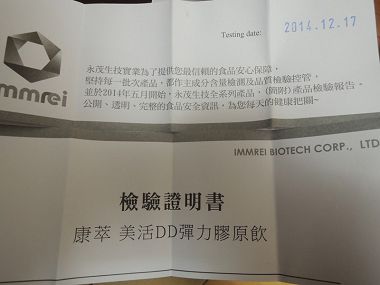 Testing date: 2014.12.17
immrei
永茂生技實業為了提供您最信賴的食品安心保障，
堅持每一批次產品，都作主成分含量檢測及品質檢驗控管，
並於2014年五月開始，永茂生技全系列產品，(簡附)產品檢驗報告。
公開、透明、完整的食品安全資訊，為您每天的健康把關~
IMMREI BIOTECH CORP., LTD
檢驗證明書
康萃 美活DD彈力膠原飲